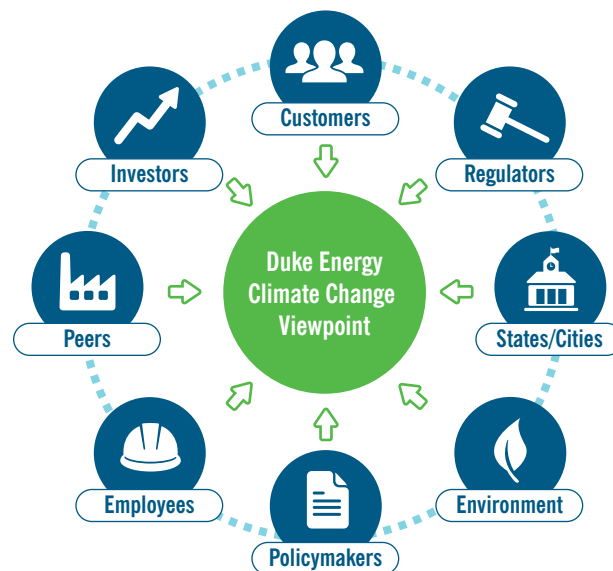 Customers
Investors
Regulators
Duke Energy
Climate Change
Viewpoint
Peers
States/Cities
Employees
Environment
Policymakers